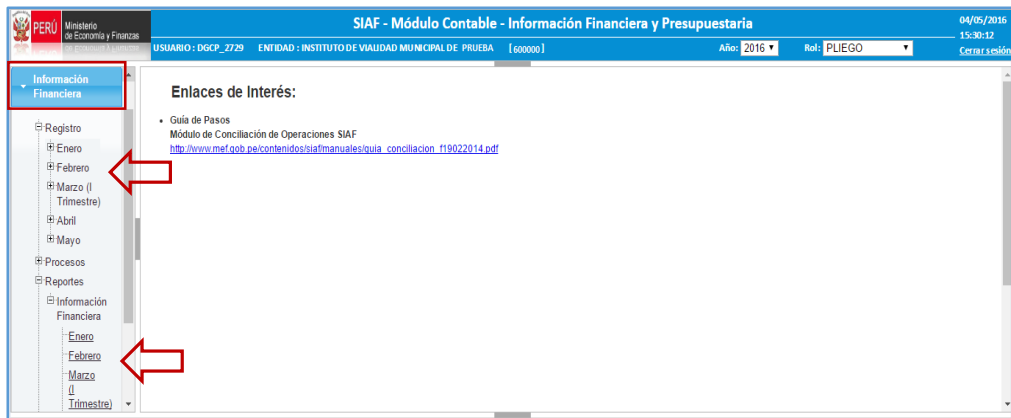 PERÚ
Ministerio
de Economía y Finanzas
SIAF - Módulo Contable - Información Financiera y Presupuestaria
04/05/2016
15:30:12
USUARIO : DGCP_2729 ENTIDAD : INSTITUTO DE VIALIDAD MUNICIPAL DE PRUEBA [600000] Año: 2016 Rol: PLIEGO Cerrar sesión
Información
Financiera
Registro
Enero
Febrero
Marzo (I
Trimestre)
Abril
Mayo
Procesos
Reportes
Información
Financiera
Enero
Febrero
Marzo
(I
Trimestre)
Enlaces de Interés:
• Guía de Pasos
Módulo de Conciliación de Operaciones SIAF
http://www.mef.gob.pe/contenidos/siaf/manuales/guia_conciliacion_f19022014.pdf